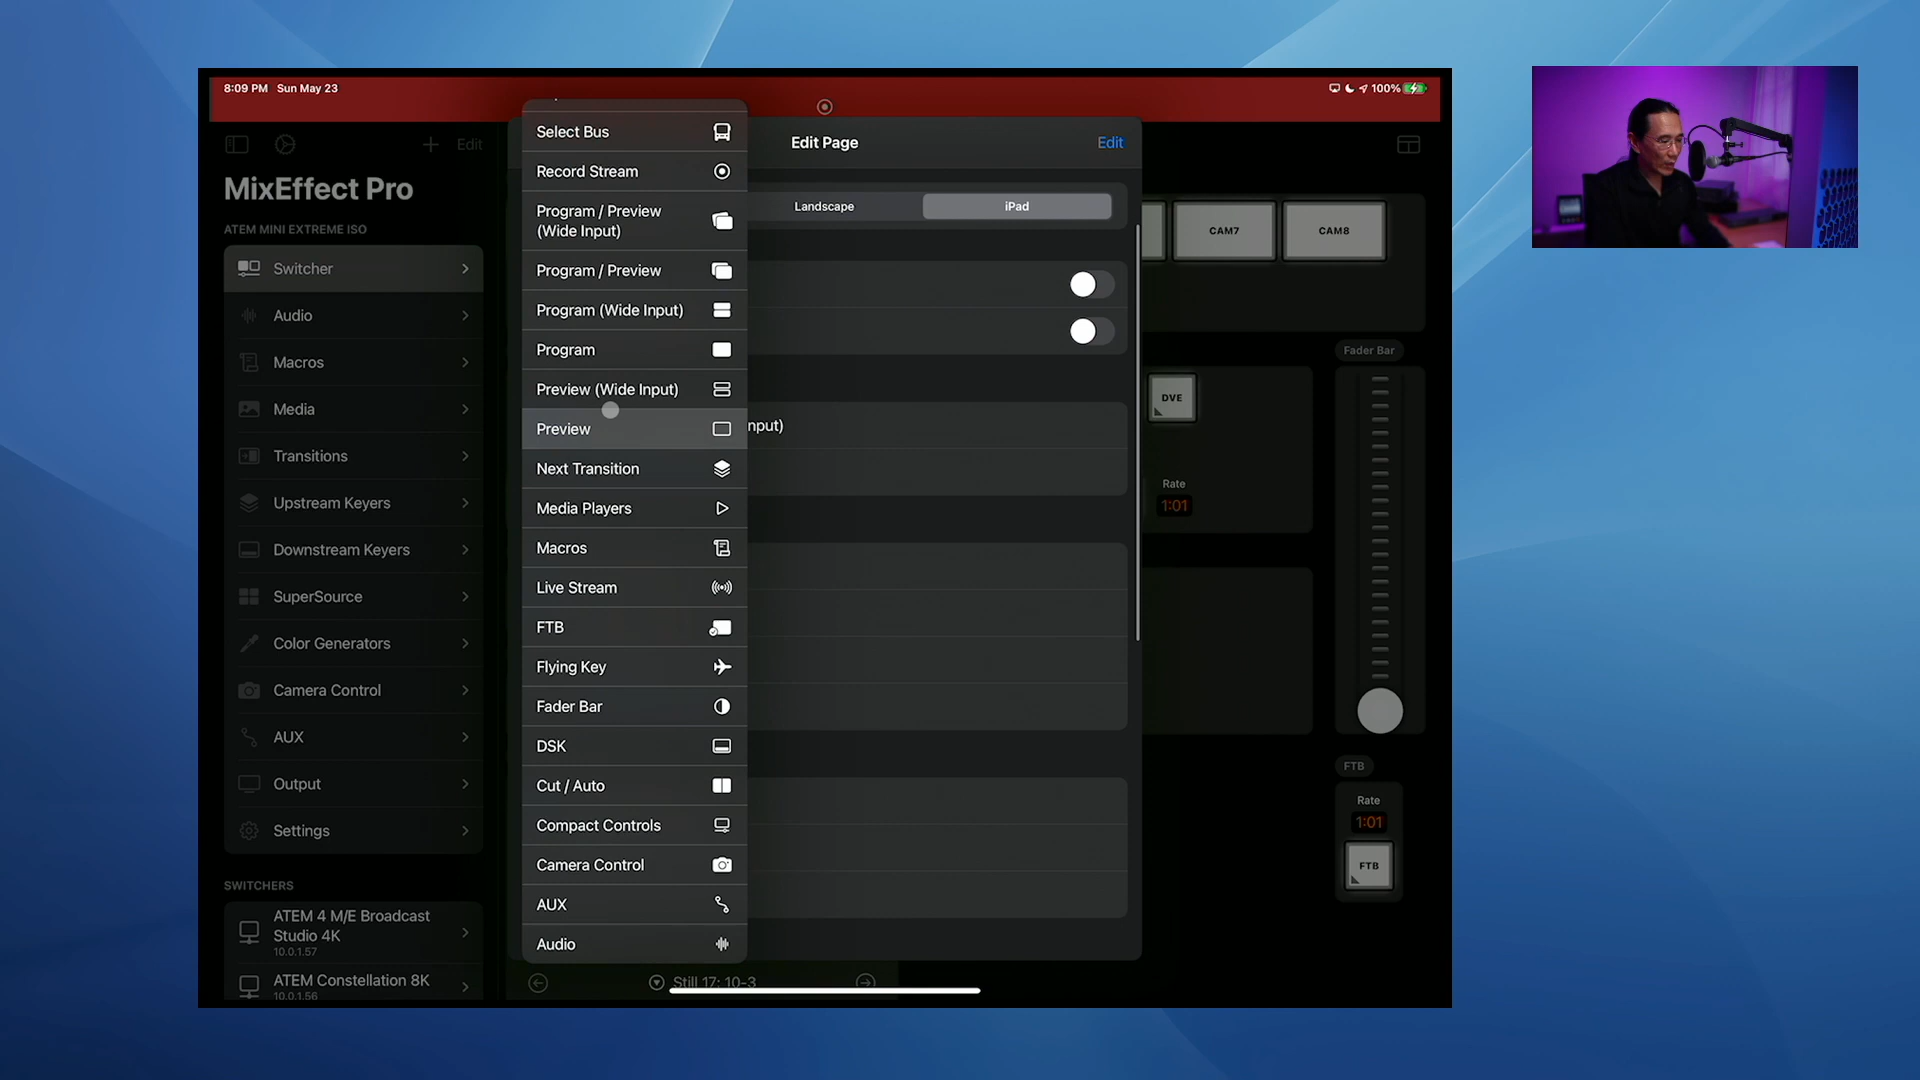 8:09 PM Sun May 23
100%
Edit
MixEffect Pro
ATEM MINI EXTREME ISO
Switcher
Audio
Macros
Media
Transitions
Upstream Keyers
Downstream Keyers
SuperSource
Color Generators
Camera Control
AUX
Output
Settings
SWITCHERS
ATEM 4 M/E Broadcast
Studio 4K
10.0.1.57
ATEM Constellation 8K
10.0.1.56
Select Bus
Record Stream
Program / Preview
(Wide Input)
Program / Preview
Program (Wide Input)
Program
Preview (Wide Input)
Preview
Next Transition
Media Players
Macros
Live Stream
FTB
Flying Key
Fader Bar
DSK
Cut / Auto
Compact Controls
Camera Control
AUX
Audio
Edit Page
Edit
Landscape
iPad
nput)
Still 17: 10-3
CAM7
CAM8
DVE
Rate
1:01
Fader Bar
FTB
Rate
1:01
FTB